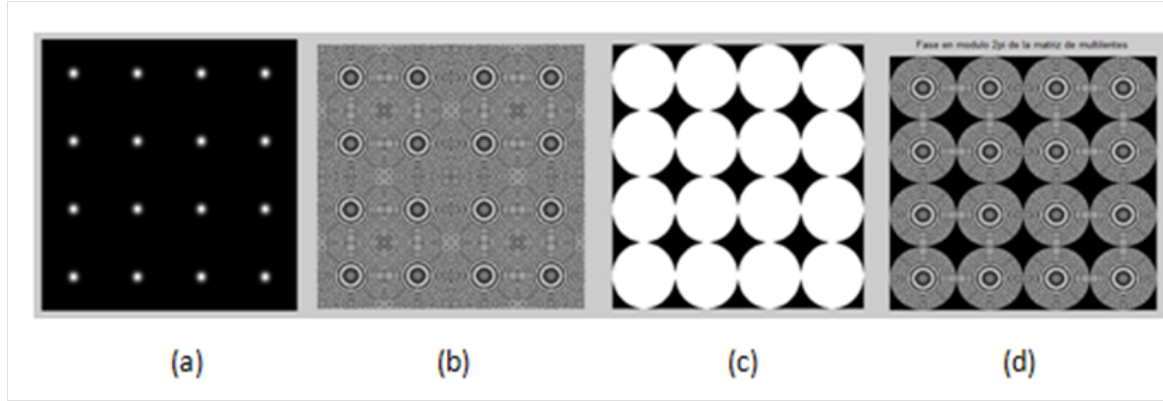 Fase en modulo 2pi de la matriz de multilentes
(a)
(b)
(c)
(d)